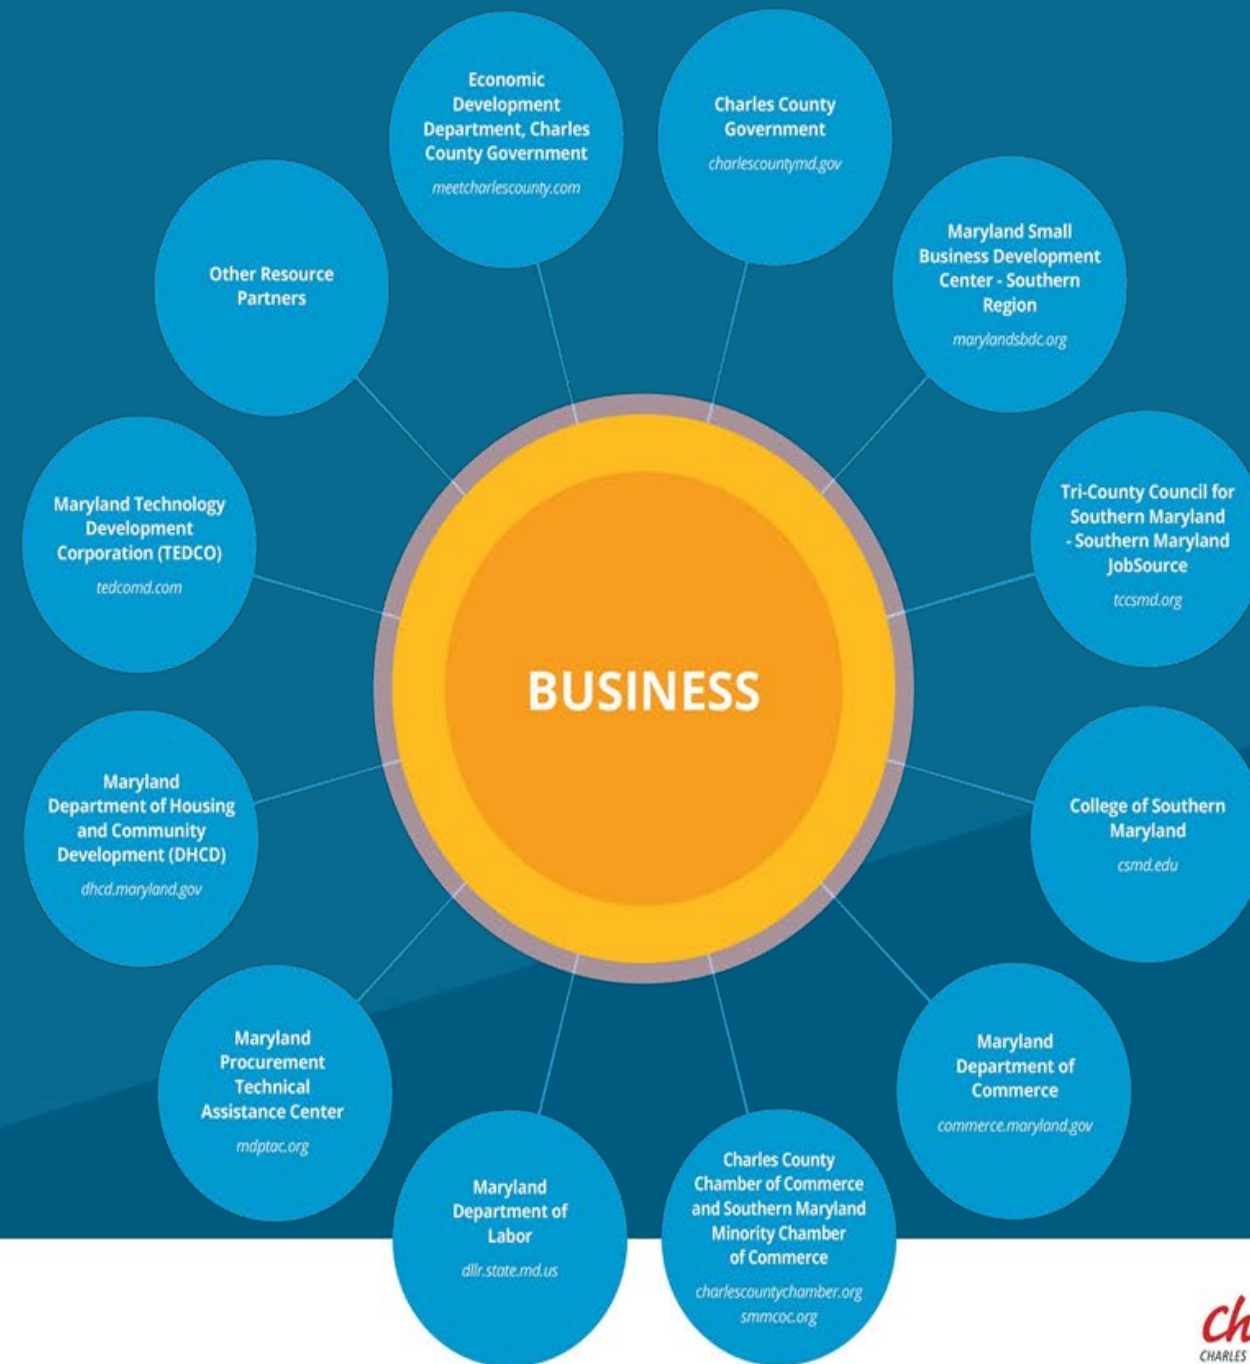 Economic
Development
Department, Charles
County Government
meetcharlescounty.com
Charles County
Government
charlescountymd.gov
Maryland Small
Business Development
Center - Southern
Region
marylandsbdc.org
Tri-County Council for
Southern Maryland
- Southern Maryland
JobSource
tccsmd.org
College of Southern
Maryland
csmd.edu
Maryland
Department of
Commerce
commerce.maryland.gov
Charles County
Chamber of Commerce
and Southern Maryland
Minority Chamber
of Commerce
charlescountychamber.org
smmcoc.org
Maryland
Department of
Labor
dllr.state.md.us
Maryland
Procurement
Technical
Assistance Center
mdptac.org
Maryland
Department of Housing
and Community
Development (DHCD)
dhcd.maryland.gov
Maryland Technology
Development
Corporation (TEDCO)
tedcomd.com
Other Resource
Partners
BUSINESS
CHARLES